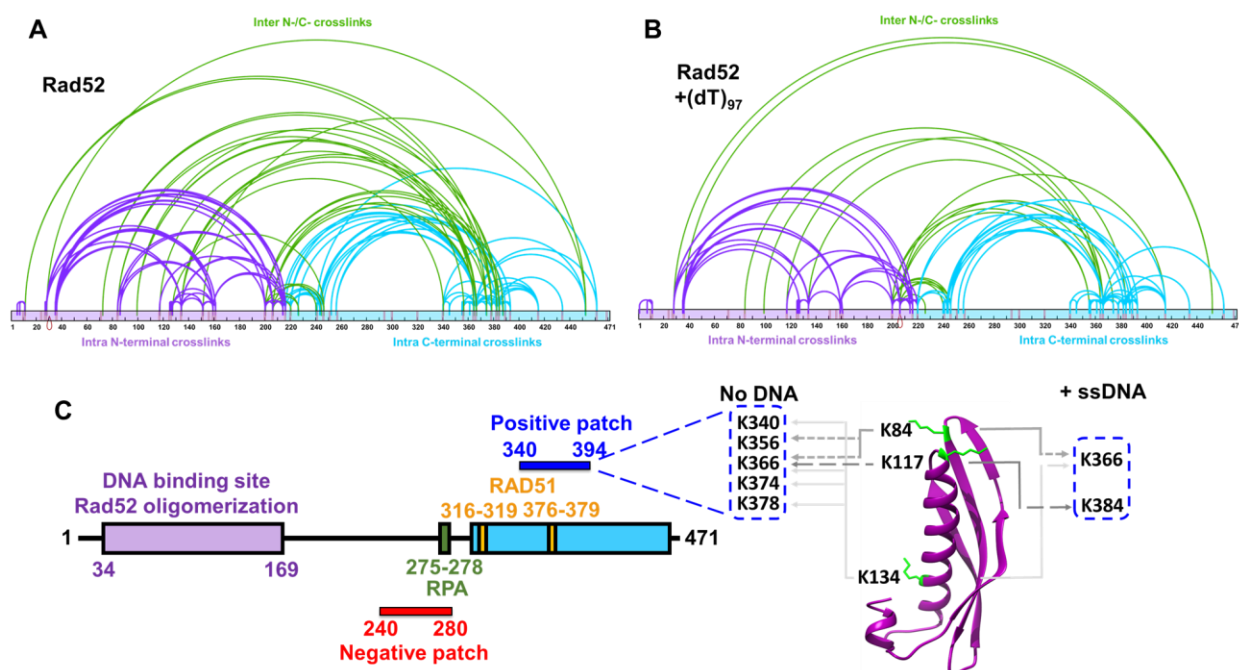 A
Inter N-/C- crosslinks
Rad52
1 20 40 60 80 100 120 140 160 180 200 220 240 260 280 300 320 340 360 380 400 420 440 471
Intra N-terminal crosslinks
Intra C-terminal crosslinks
B
Inter N-/C- crosslinks
Rad52
+(dT)97
1 20 40 60 80 100 120 140 160 180 200 220 240 260 280 300 320 340 360 380 400 420 440
Intra N-terminal crosslinks
Intra C-terminal crosslinks
C
Positive patch
340 394
DNA binding site
Rad52 oligomerization
RAD51
316-319 376-379
1
471
34 169
275-278
RPA
240 280
Negative patch
No DNA
K340
K356
K366
K374
K378
K84
K117
K134
+ ssDNA
K366
K384